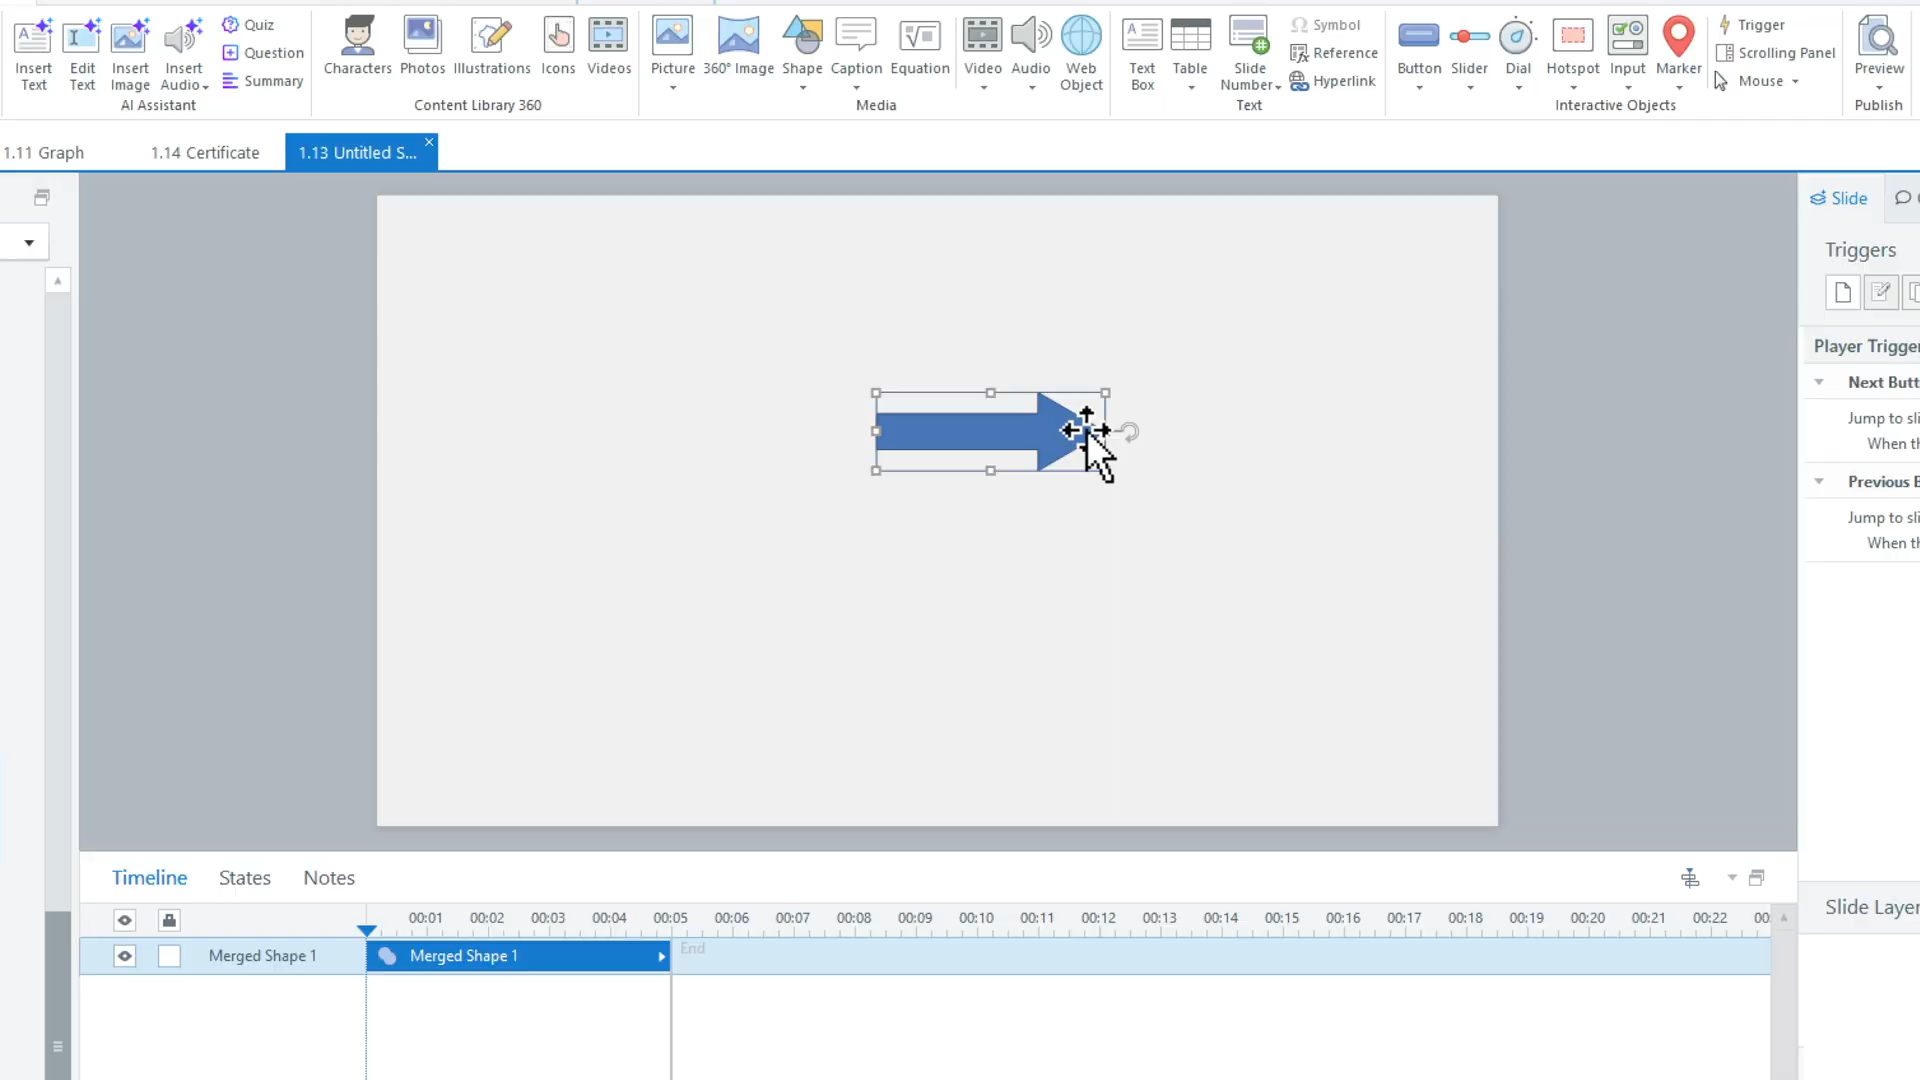 Insert Text
Edit Text
Insert Image
Insert Audio
Quiz
Question
Summary
AI Assistant
Characters
Photos
Illustrations
Icons
Videos
Content Library 360
Picture
360° Image
Shape
Caption
Equation
Video
Audio
Web Object
Media
Text Box
Table
Slide Number
Symbol
Reference
Hyperlink
Text
Button
Slider
Dial
Hotspot
Input
Marker
Trigger
Scrolling Panel
Mouse
Interactive Objects
Preview
Publish
1.11 Graph
1.14 Certificate
1.13 Untitled S...
Slide
Triggers
Player Trigger
Next Butt
Jump to sli
When th
Previous B
Jump to sli
When th
Timeline
States
Notes
00:01 00:02 00:03 00:04 00:05 00:06 00:07 00:08 00:09 00:10 00:11 00:12 00:13 00:14 00:15 00:16 00:17 00:18 00:19 00:20 00:21 00:22 00
Merged Shape 1
Merged Shape 1
End
Slide Layer